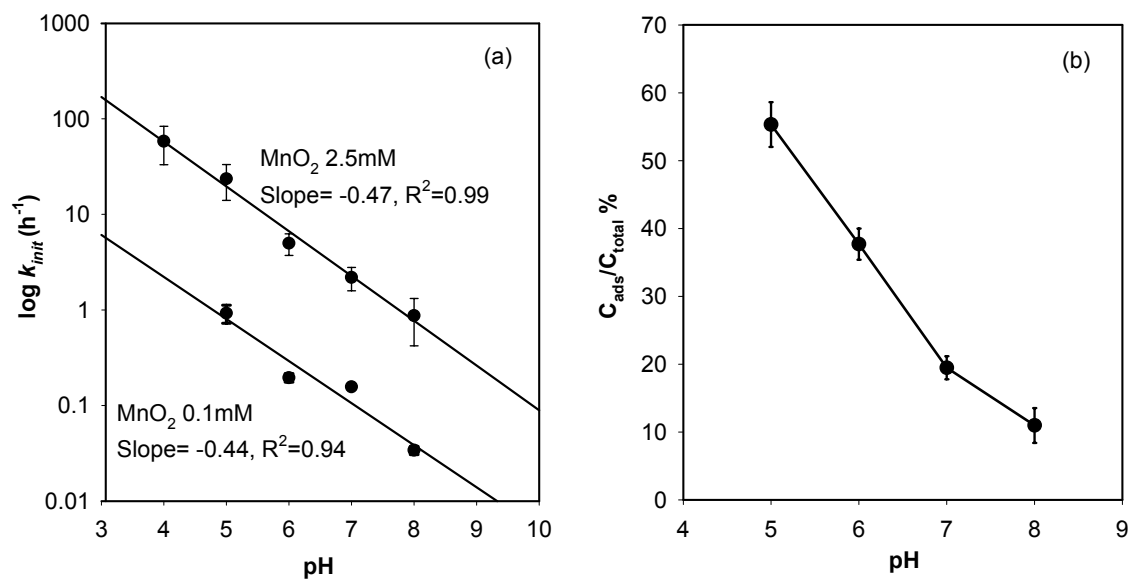 (a)
log k_init (h⁻¹)
1000
100
10
1
0.1
0.01
MnO₂ 2.5mM
Slope= -0.47, R²=0.99
MnO₂ 0.1mM
Slope= -0.44, R²=0.94
3 4 5 6 7 8 9 10
pH
(b)
C_ads/C_total %
70
60
50
40
30
20
10
0
4 5 6 7 8 9
pH